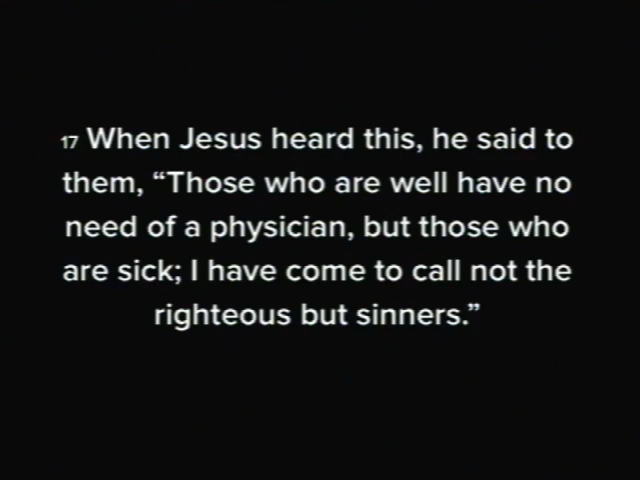 17 When Jesus heard this, he said to
them, “Those who are well have no
need of a physician, but those who
are sick; I have come to call not the
righteous but sinners.”